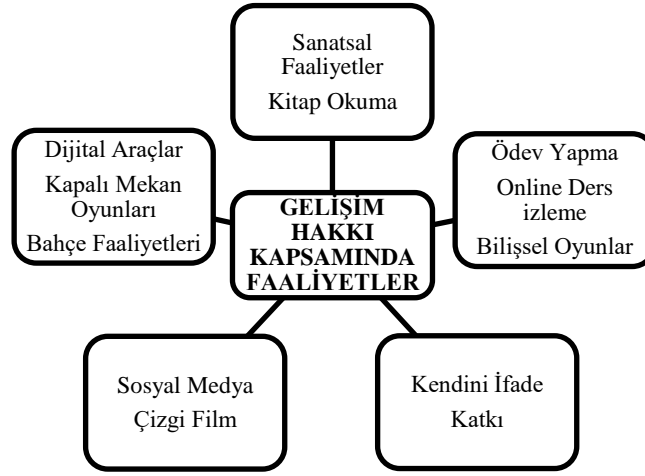 Sanatsal
Faaliyetler
Kitap Okuma
Dijital Araçlar
Kapalı Mekan
Oyunları
Bahçe Faaliyetleri
GELİŞİM
HAKKI
KAPSAMINDA
FAALİYETLER
Ödev Yapma
Online Ders
izleme
Bilişsel Oyunlar
Sosyal Medya
Çizgi Film
Kendini İfade
Katkı